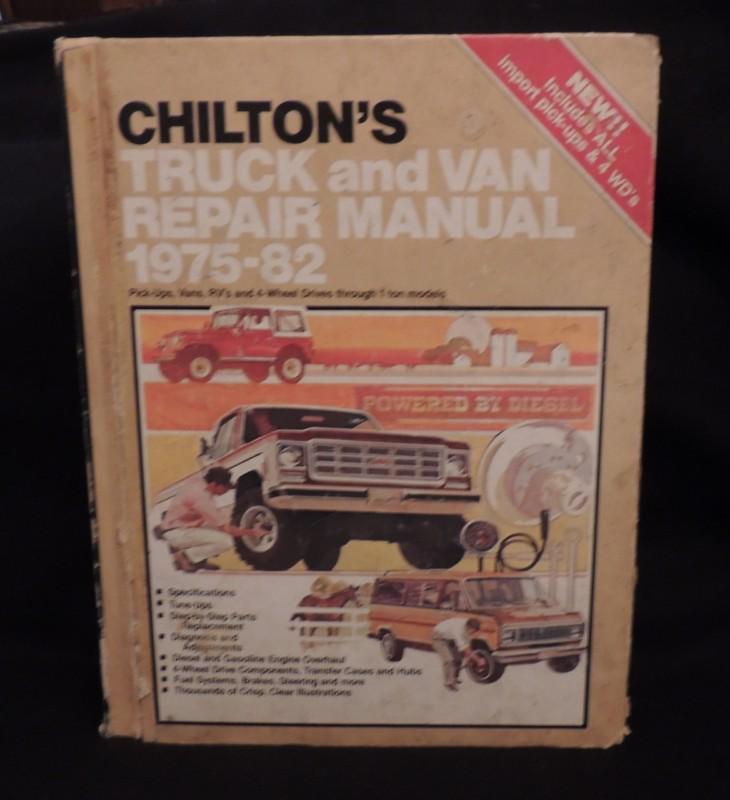 NEW!!
Includes ALL
import pick-ups & 4 WD's
CHILTON'S
TRUCK and VAN
REPAIR MANUAL
1975-82
Pick-Ups, Vans, RV's and 4-Wheel Drives through 1 ton models
POWERED BY DIESEL
■ Specifications
■ Tune-Ups
■ Step-by-Step Parts
Replacement
■ Diagnosis and
Adjustments
■ Diesel and Gasoline Engine Overhaul
■ 4-Wheel Drive Components, Transfer Cases and Hubs
■ Fuel Systems, Brakes, Steering and more
■ Thousands of Crisp, Clear Illustrations